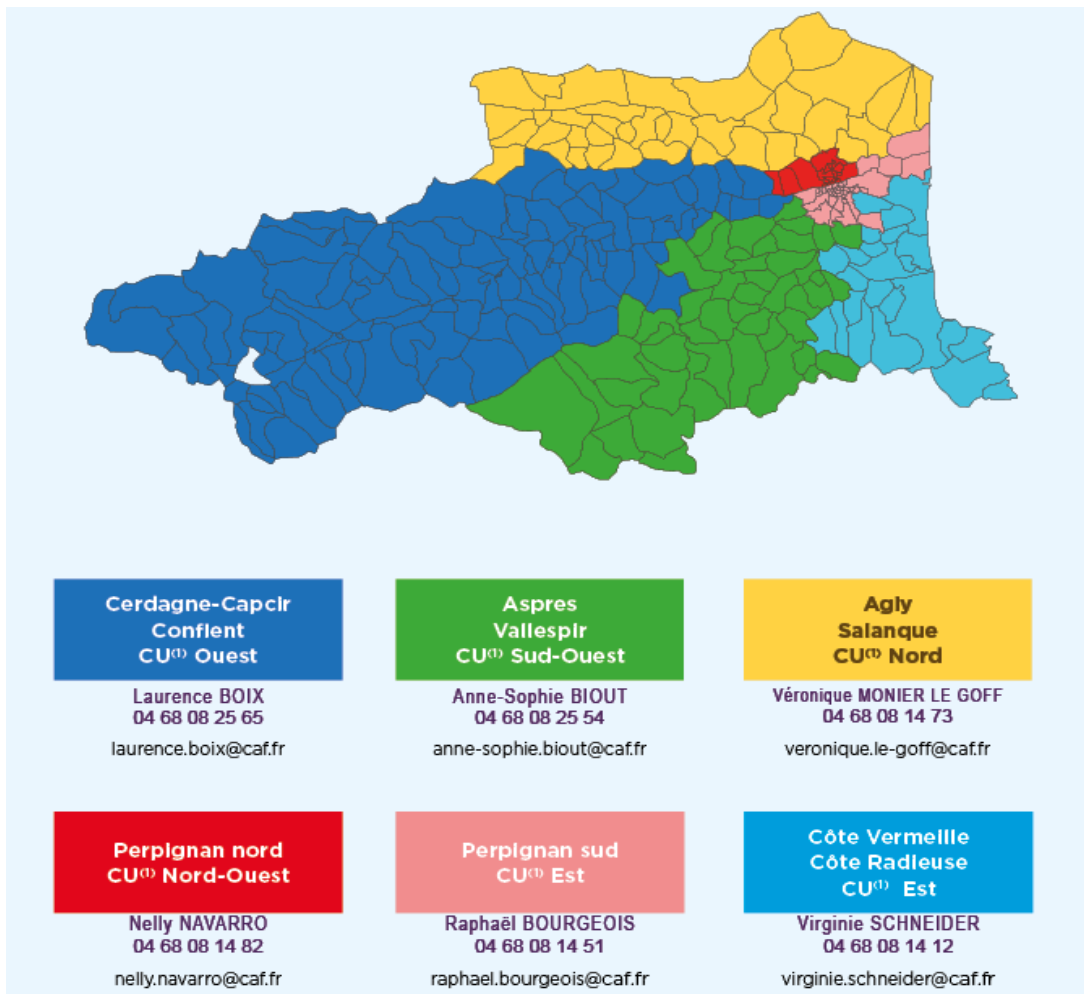 Cerdagne-Capcir
Conflent
CU⁽¹⁾ Ouest
Laurence BOIX
04 68 08 25 65
laurence.boix@caf.fr
Aspres
Vallespir
CU⁽¹⁾ Sud-Ouest
Anne-Sophie BIOUT
04 68 08 25 54
anne-sophie.biout@caf.fr
Agly
Salanque
CU⁽¹⁾ Nord
Véronique MONIER LE GOFF
04 68 08 14 73
veronique.le-goff@caf.fr
Perpignan nord
CU⁽¹⁾ Nord-Ouest
Nelly NAVARRO
04 68 08 14 82
nelly.navarro@caf.fr
Perpignan sud
CU⁽¹⁾ Est
Raphaël BOURGEOIS
04 68 08 14 51
raphael.bourgeois@caf.fr
Côte Vermeille
Côte Radieuse
CU⁽¹⁾ Est
Virginie SCHNEIDER
04 68 08 14 12
virginie.schneider@caf.fr